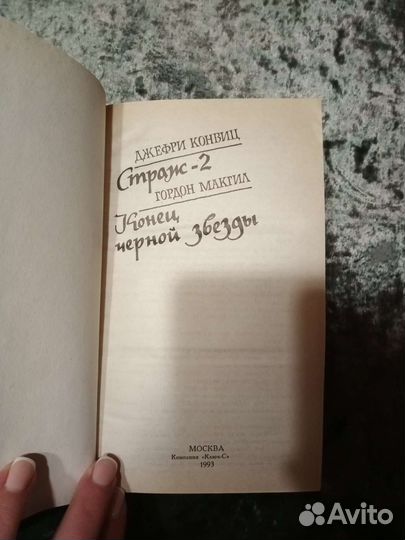 ДЖЕФРИ КОНВИЦ
Страж-2
ГОРДОН МАКГИЛ
Конец
черной звезды
МОСКВА
Компания «Ключ-С»
1993
Avito